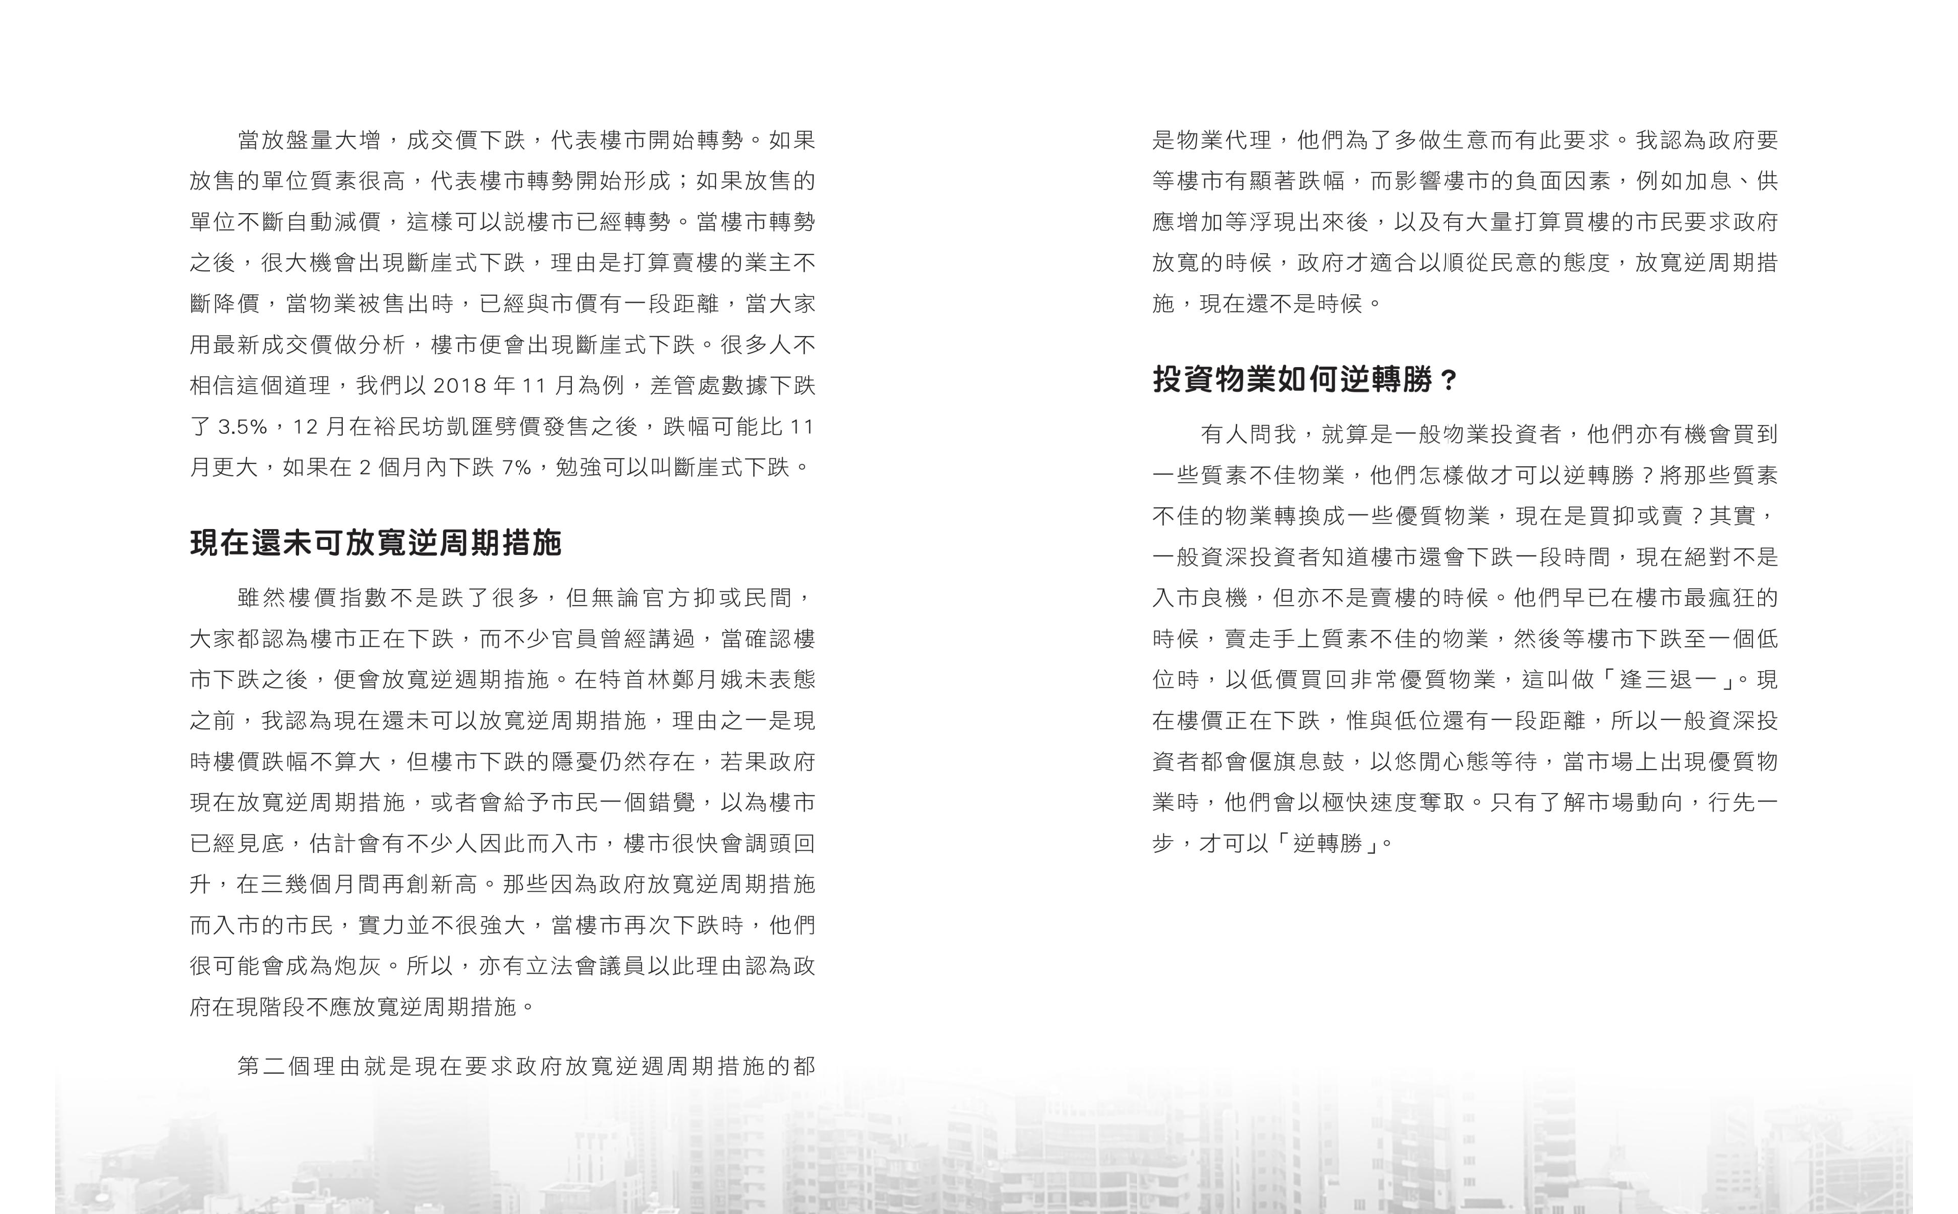 當放盤量大增，成交價下跌，代表樓市開始轉勢。如果
放售的單位質素很高，代表樓市轉勢開始形成；如果放售的
單位不斷自動減價，這樣可以説樓市已經轉勢。當樓市轉勢
之後，很大機會出現斷崖式下跌，理由是打算賣樓的業主不
斷降價，當物業被售出時，已經與市價有一段距離，當大家
用最新成交價做分析，樓市便會出現斷崖式下跌。很多人不
相信這個道理，我們以 2018 年 11 月為例，差管處數據下跌
了 3.5%，12 月在裕民坊凱匯劈價發售之後，跌幅可能比 11
月更大，如果在 2 個月內下跌 7%，勉強可以叫斷崖式下跌。
現在還未可放寬逆周期措施
雖然樓價指數不是跌了很多，但無論官方抑或民間，
大家都認為樓市正在下跌，而不少官員曾經講過，當確認樓
市下跌之後，便會放寬逆週期措施。在特首林鄭月娥未表態
之前，我認為現在還未可以放寬逆周期措施，理由之一是現
時樓價跌幅不算大，但樓市下跌的隱憂仍然存在，若果政府
現在放寬逆周期措施，或者會給予市民一個錯覺，以為樓市
已經見底，估計會有不少人因此而入市，樓市很快會調頭回
升，在三幾個月間再創新高。那些因為政府放寬逆周期措施
而入市的市民，實力並不很強大，當樓市再次下跌時，他們
很可能會成為炮灰。所以，亦有立法會議員以此理由認為政
府在現階段不應放寬逆周期措施。
第二個理由就是現在要求政府放寬逆週周期措施的都
是物業代理，他們為了多做生意而有此要求。我認為政府要
等樓市有顯著跌幅，而影響樓市的負面因素，例如加息、供
應增加等浮現出來後，以及有大量打算買樓的市民要求政府
放寬的時候，政府才適合以順從民意的態度，放寬逆周期措
施，現在還不是時候。
投資物業如何逆轉勝？
有人問我，就算是一般物業投資者，他們亦有機會買到
一些質素不佳物業，他們怎樣做才可以逆轉勝？將那些質素
不佳的物業轉換成一些優質物業，現在是買抑或賣？其實，
一般資深投資者知道樓市還會下跌一段時間，現在絕對不是
入市良機，但亦不是賣樓的時候。他們早已在樓市最瘋狂的
時候，賣走手上質素不佳的物業，然後等樓市下跌至一個低
位時，以低價買回非常優質物業，這叫做「逢三退一」。現
在樓價正在下跌，惟與低位還有一段距離，所以一般資深投
資者都會偃旗息鼓，以悠閒心態等待，當市場上出現優質物
業時，他們會以極快速度奪取。只有了解市場動向，行先一
步，才可以「逆轉勝」。